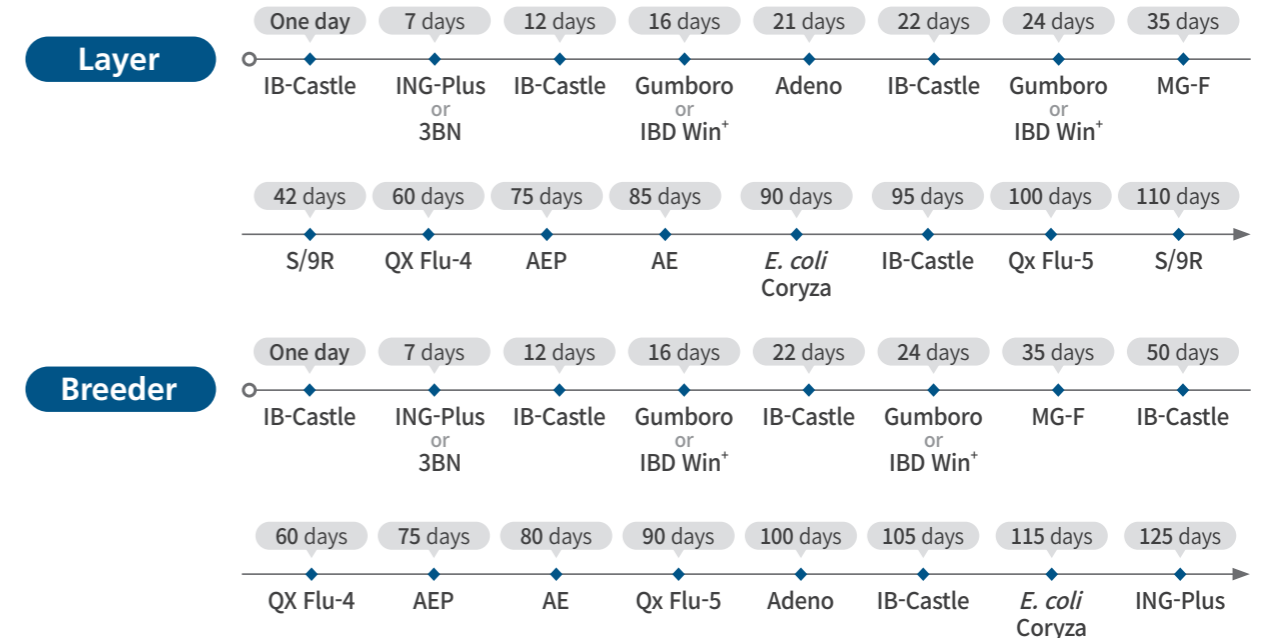 One day 7 days 12 days 16 days 21 days 22 days 24 days 35 days
Layer
IB-Castle ING-Plus IB-Castle Gumboro Adeno IB-Castle Gumboro MG-F
or or or
3BN IBD Win⁺ IBD Win⁺
42 days 60 days 75 days 85 days 90 days 95 days 100 days 110 days
S/9R QX Flu-4 AEP AE E. coli IB-Castle Qx Flu-5 S/9R
Coryza
One day 7 days 12 days 16 days 22 days 24 days 35 days 50 days
Breeder
IB-Castle ING-Plus IB-Castle Gumboro IB-Castle Gumboro MG-F IB-Castle
or or or
3BN IBD Win⁺ IBD Win⁺
60 days 75 days 80 days 90 days 100 days 105 days 115 days 125 days
QX Flu-4 AEP AE Qx Flu-5 Adeno IB-Castle E. coli ING-Plus
Coryza